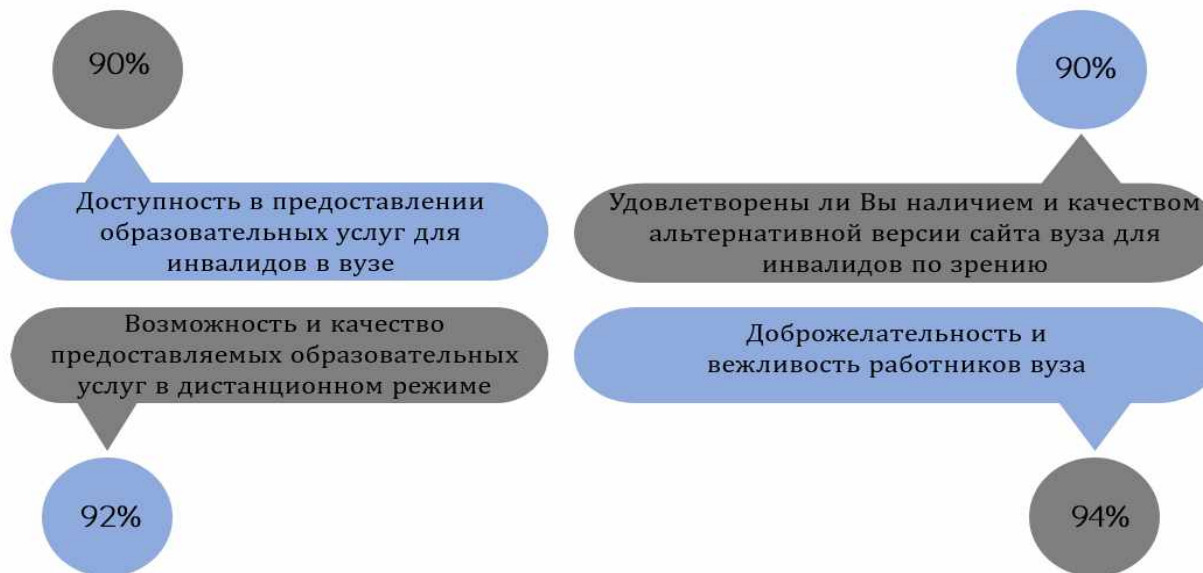 90%
90%
Доступность в предоставлении
образовательных услуг для
инвалидов в вузе
Удовлетворены ли Вы наличием и качеством
альтернативной версии сайта вуза для
инвалидов по зрению
Возможность и качество
предоставляемых образовательных
услуг в дистанционном режиме
Доброжелательность и
вежливость работников вуза
92%
94%